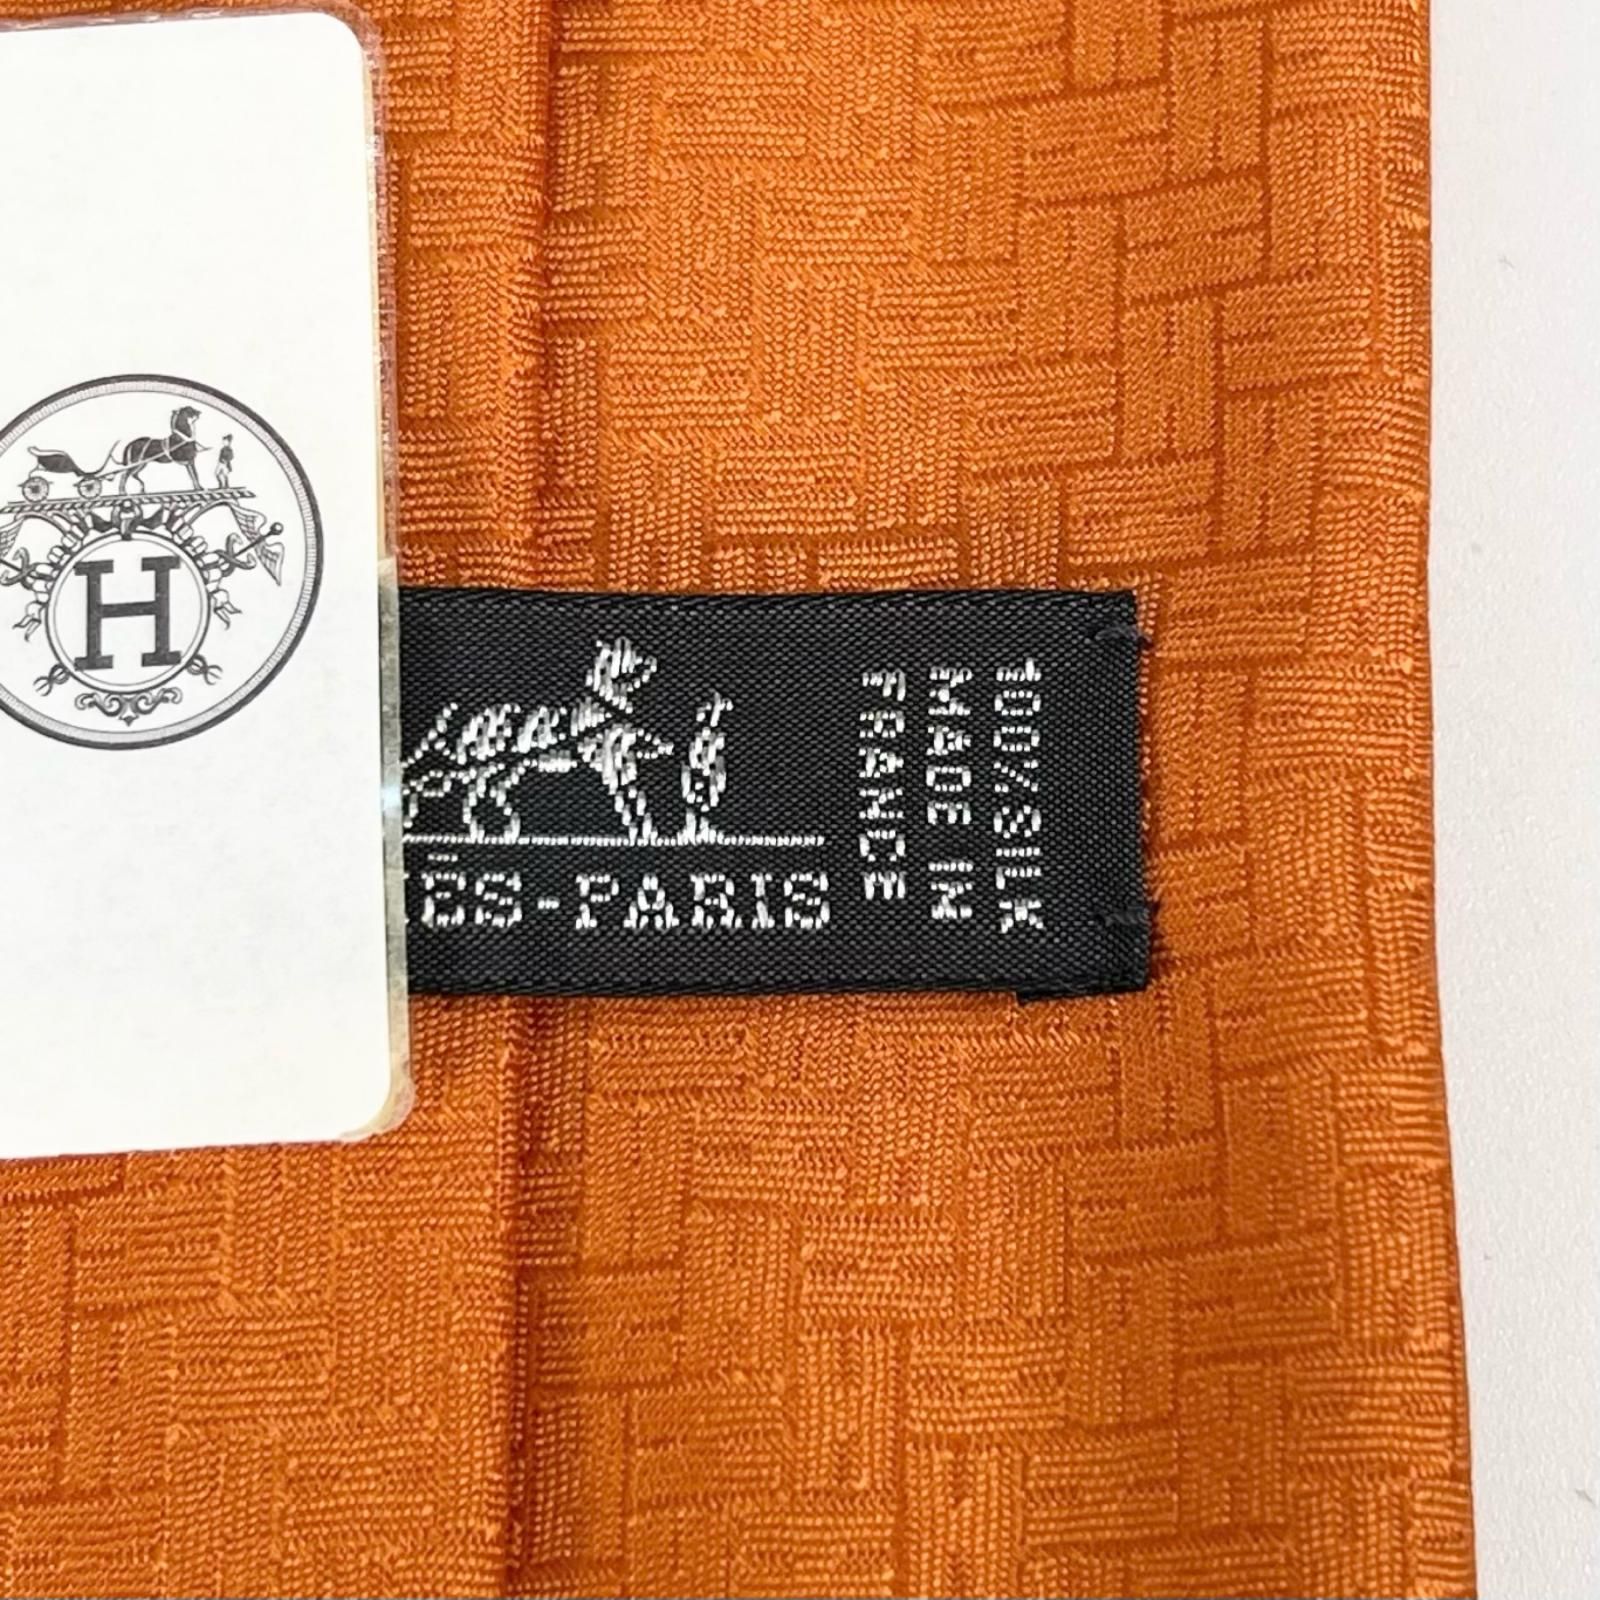 H
ÈS-PARIS
100%SILK
MADE IN
FRANCE